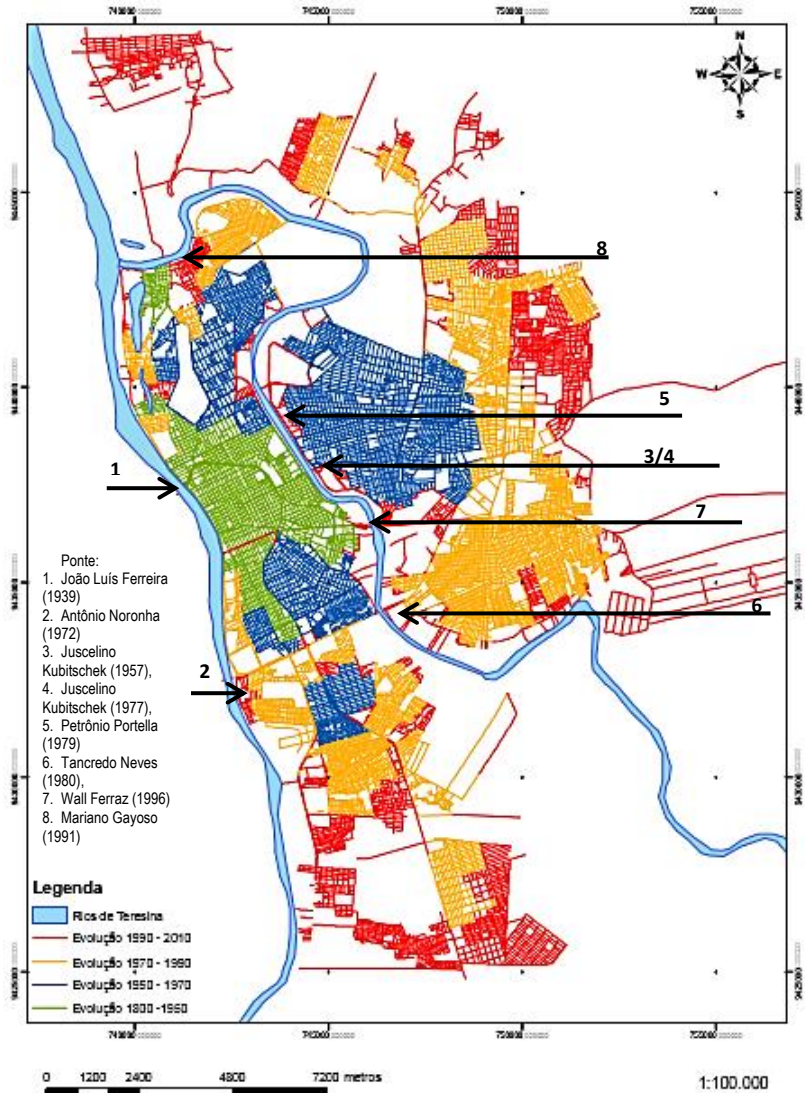 N
W E
S
8
5
3/4
1
7
6
2
Ponte:
1. João Luís Ferreira
(1939)
2. Antônio Noronha
(1972)
3. Juscelino
Kubitschek (1957),
4. Juscelino
Kubitschek (1977),
5. Petrônio Portella
(1979)
6. Tancredo Neves
(1980),
7. Wall Ferraz (1996)
8. Mariano Gayoso
(1991)
Legenda
Rios de Teresina
Evolução 1990 - 2010
Evolução 1970 - 1990
Evolução 1950 - 1970
Evolução 1800 -1950
0 1200 2400 4800 7200 metros
1:100.000